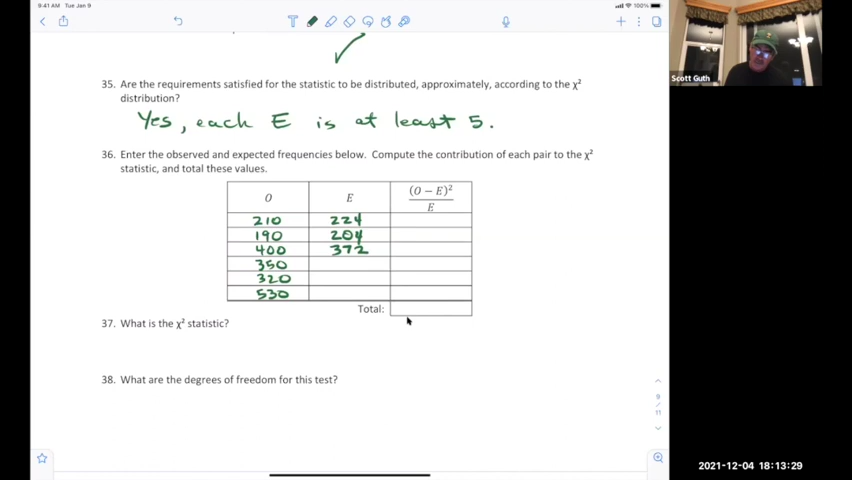 9:41 AM Tue Jan 9
100%
35. Are the requirements satisfied for the statistic to be distributed, approximately, according to the χ²
distribution?
Yes, each E is at least 5.
36. Enter the observed and expected frequencies below. Compute the contribution of each pair to the χ²
statistic, and total these values.
O E (O − E)² / E
210 224
190 204
400 372
350
320
530
Total:
37. What is the χ² statistic?
38. What are the degrees of freedom for this test?
9
/
11
Scott Guth
2021-12-04 18:13:29